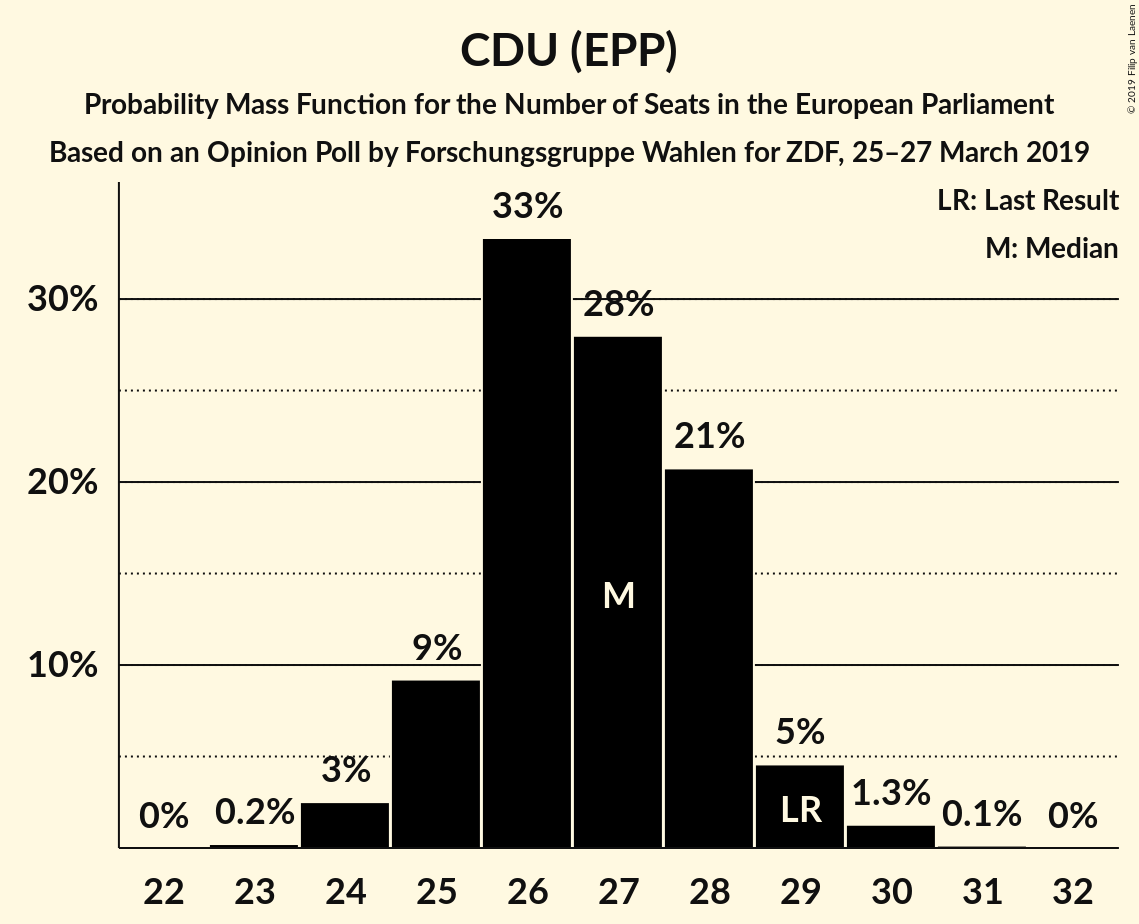 CDU (EPP)
Probability Mass Function for the Number of Seats in the European Parliament
Based on an Opinion Poll by Forschungsgruppe Wahlen for ZDF, 25–27 March 2019
© 2019 Filip van Laenen
LR: Last Result
M: Median
33%
30%
28%
21%
20%
M
9%
10%
5%
3%
1.3%
0% 0.2% LR 0.1% 0%
22 23 24 25 26 27 28 29 30 31 32